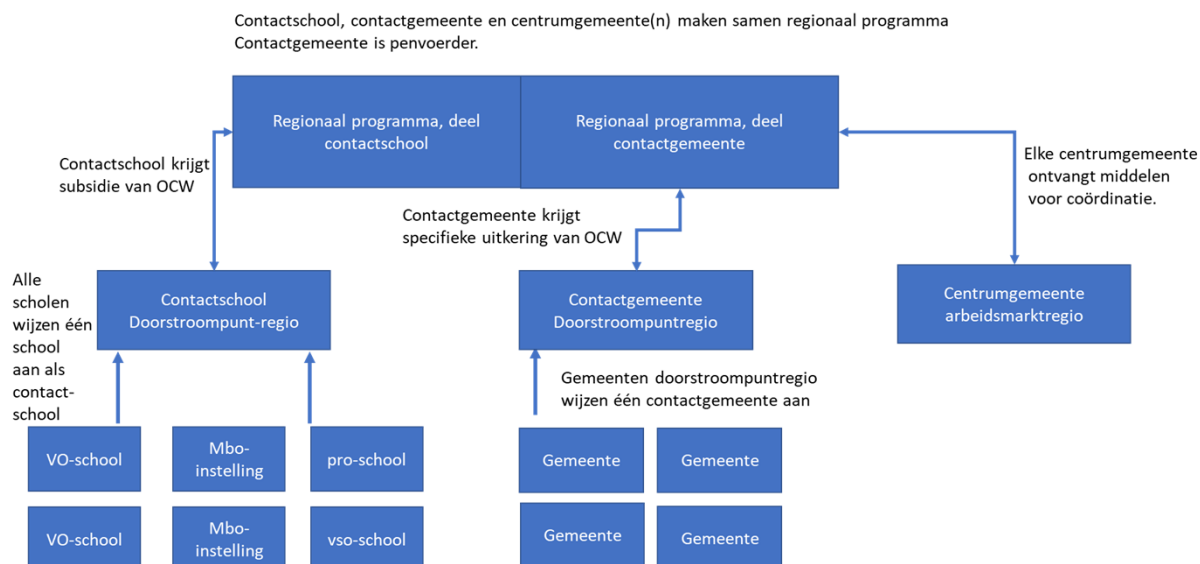 Contactschool, contactgemeente en centrumgemeente(n) maken samen regionaal programma
Contactgemeente is penvoerder.
Regionaal programma, deel
contactschool
Regionaal programma, deel
contactgemeente
Contactschool krijgt
subsidie van OCW
Contactgemeente krijgt
specifieke uitkering van OCW
Elke centrumgemeente
ontvangt middelen
voor coördinatie.
Alle
scholen
wijzen één
school
aan als
contact-
school
Contactschool
Doorstroompunt-regio
Contactgemeente
Doorstroompuntregio
Centrumgemeente
arbeidsmarktregio
Gemeenten doorstroompuntregio
wijzen één contactgemeente aan
VO-school
Mbo-
instelling
pro-school
Gemeente
Gemeente
VO-school
Mbo-
instelling
vso-school
Gemeente
Gemeente